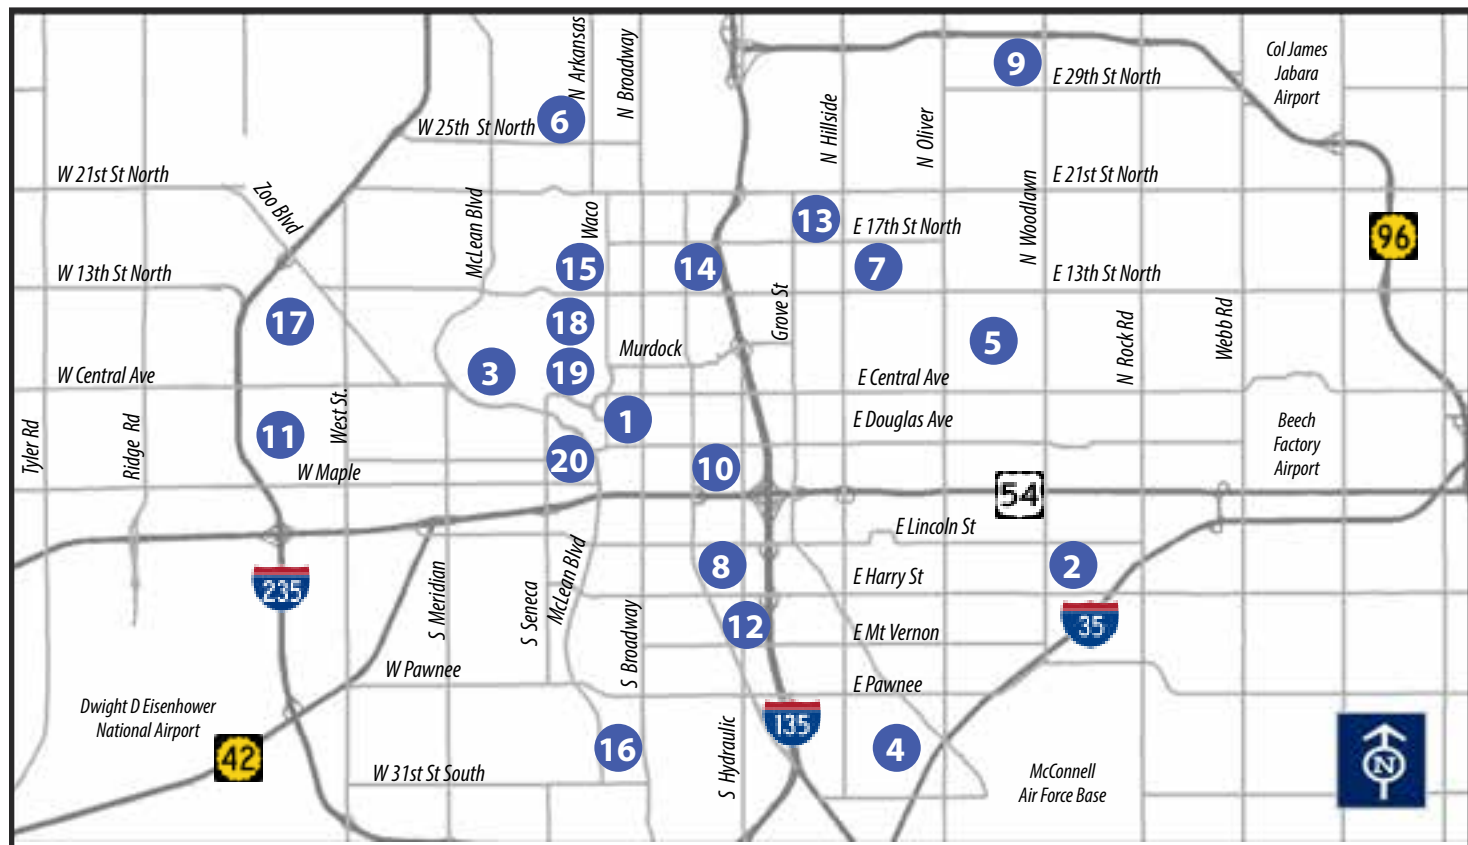 Col James
Jabara
Airport
9
E 29th St North
N Arkansas
N Broadway
6
W 25th St North
N Hillside
N Oliver
W 21st St North
E 21st St North
Zoo Blvd
McLean Blvd
Waco
13
E 17th St North
N Woodlawn
96
W 13th St North
15
14
7
E 13th St North
17
18
Grove St
5
N Rock Rd
Webb Rd
Murdock
W Central Ave
3
19
E Central Ave
1
E Douglas Ave
Tyler Rd
Ridge Rd
11
West St.
W Maple
20
10
Beech
Factory
Airport
54
E Lincoln St
235
S Meridian
S Seneca
McLean Blvd
8
E Harry St
2
12
E Mt Vernon
35
W Pawnee
S Broadway
E Pawnee
Dwight D Eisenhower
National Airport
42
16
S Hydraulic
135
4
W 31st St South
McConnell
Air Force Base
N